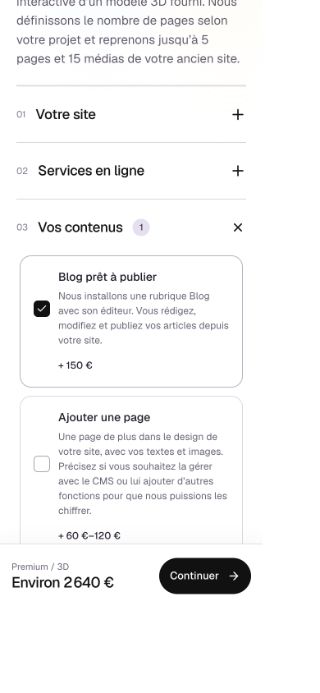 interactive d'un modèle 3D fourni. Nous
définissons le nombre de pages selon
votre projet et reprenons jusqu'à 5
pages et 15 médias de votre ancien site.
01 Votre site
02 Services en ligne
03 Vos contenus 1
Blog prêt à publier
Nous installons une rubrique Blog
avec son éditeur. Vous rédigez,
modifiez et publiez vos articles depuis
votre site.
+ 150 €
Ajouter une page
Une page de plus dans le design de
votre site, avec vos textes et images.
Précisez si vous souhaitez la gérer
avec le CMS ou lui ajouter d'autres
fonctions pour que nous puissions les
chiffrer.
+ 60 €–120 €
Premium / 3D
Environ 2 640 €
Continuer